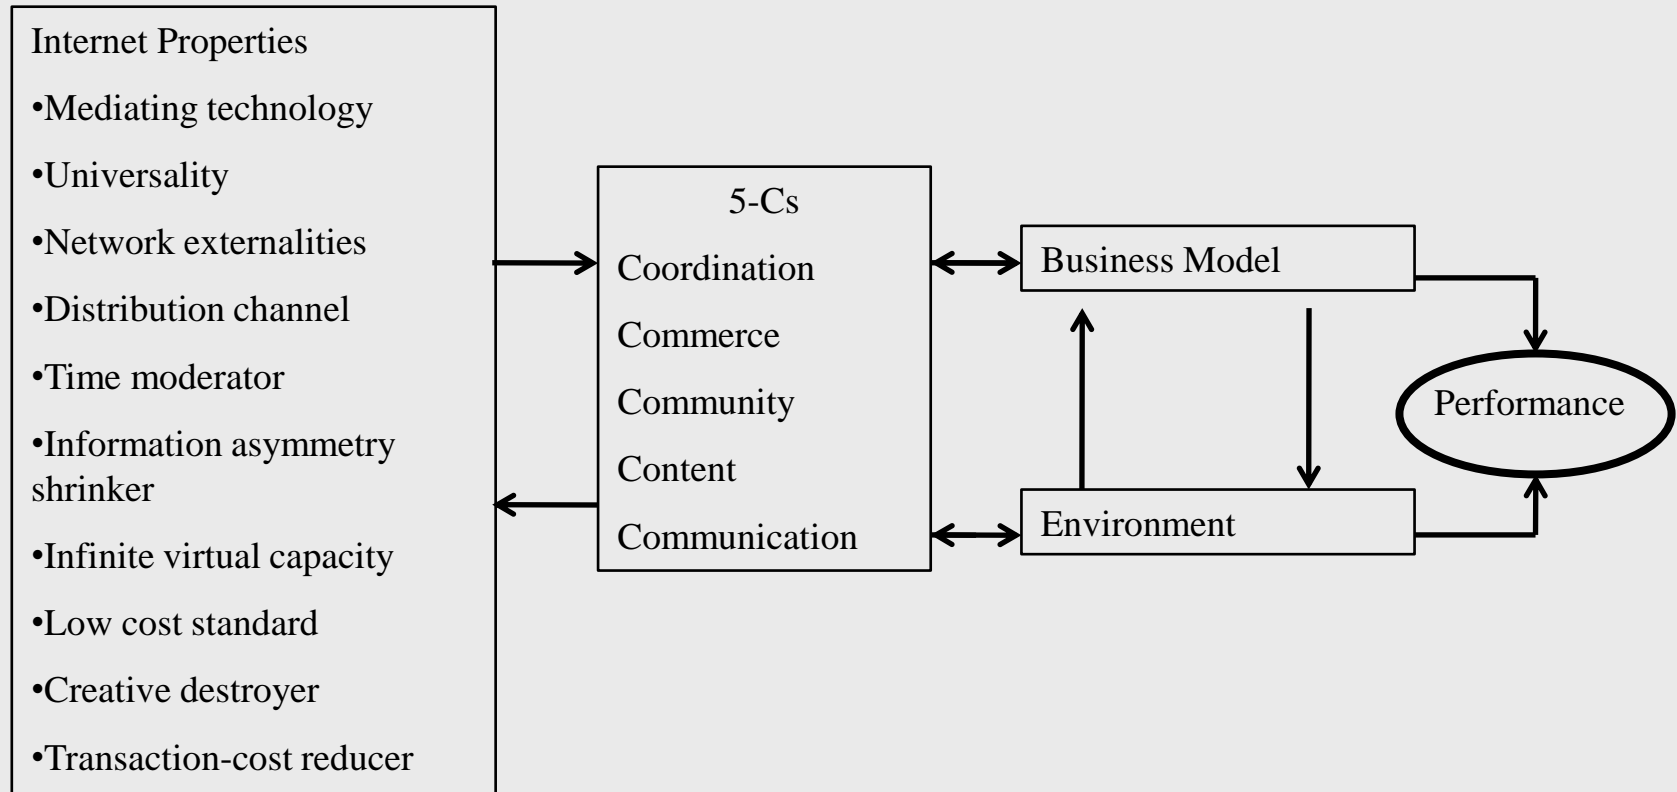 Internet Properties
•Mediating technology
•Universality
•Network externalities
•Distribution channel
•Time moderator
•Information asymmetry
shrinker
•Infinite virtual capacity
•Low cost standard
•Creative destroyer
•Transaction-cost reducer
5-Cs
Coordination
Commerce
Community
Content
Communication
Business Model
Environment
Performance